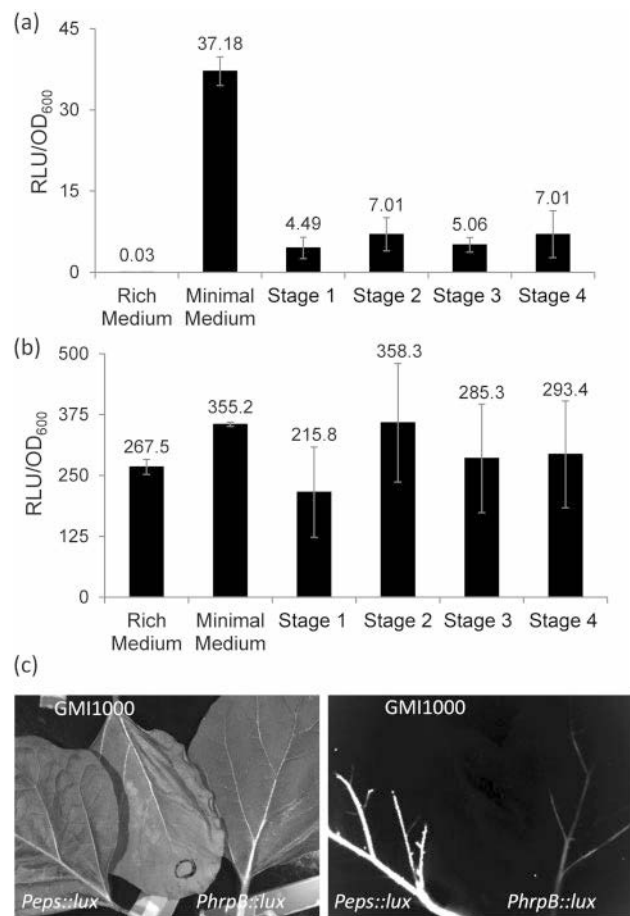 (a)
RLU/OD600
45
30
15
0
0.03
37.18
4.49
7.01
5.06
7.01
Rich Medium
Minimal Medium
Stage 1
Stage 2
Stage 3
Stage 4
(b)
RLU/OD600
500
375
250
125
0
267.5
355.2
215.8
358.3
285.3
293.4
Rich Medium
Minimal Medium
Stage 1
Stage 2
Stage 3
Stage 4
(c)
GMI1000
Peps::lux
PhrpB::lux
GMI1000
Peps::lux
PhrpB::lux